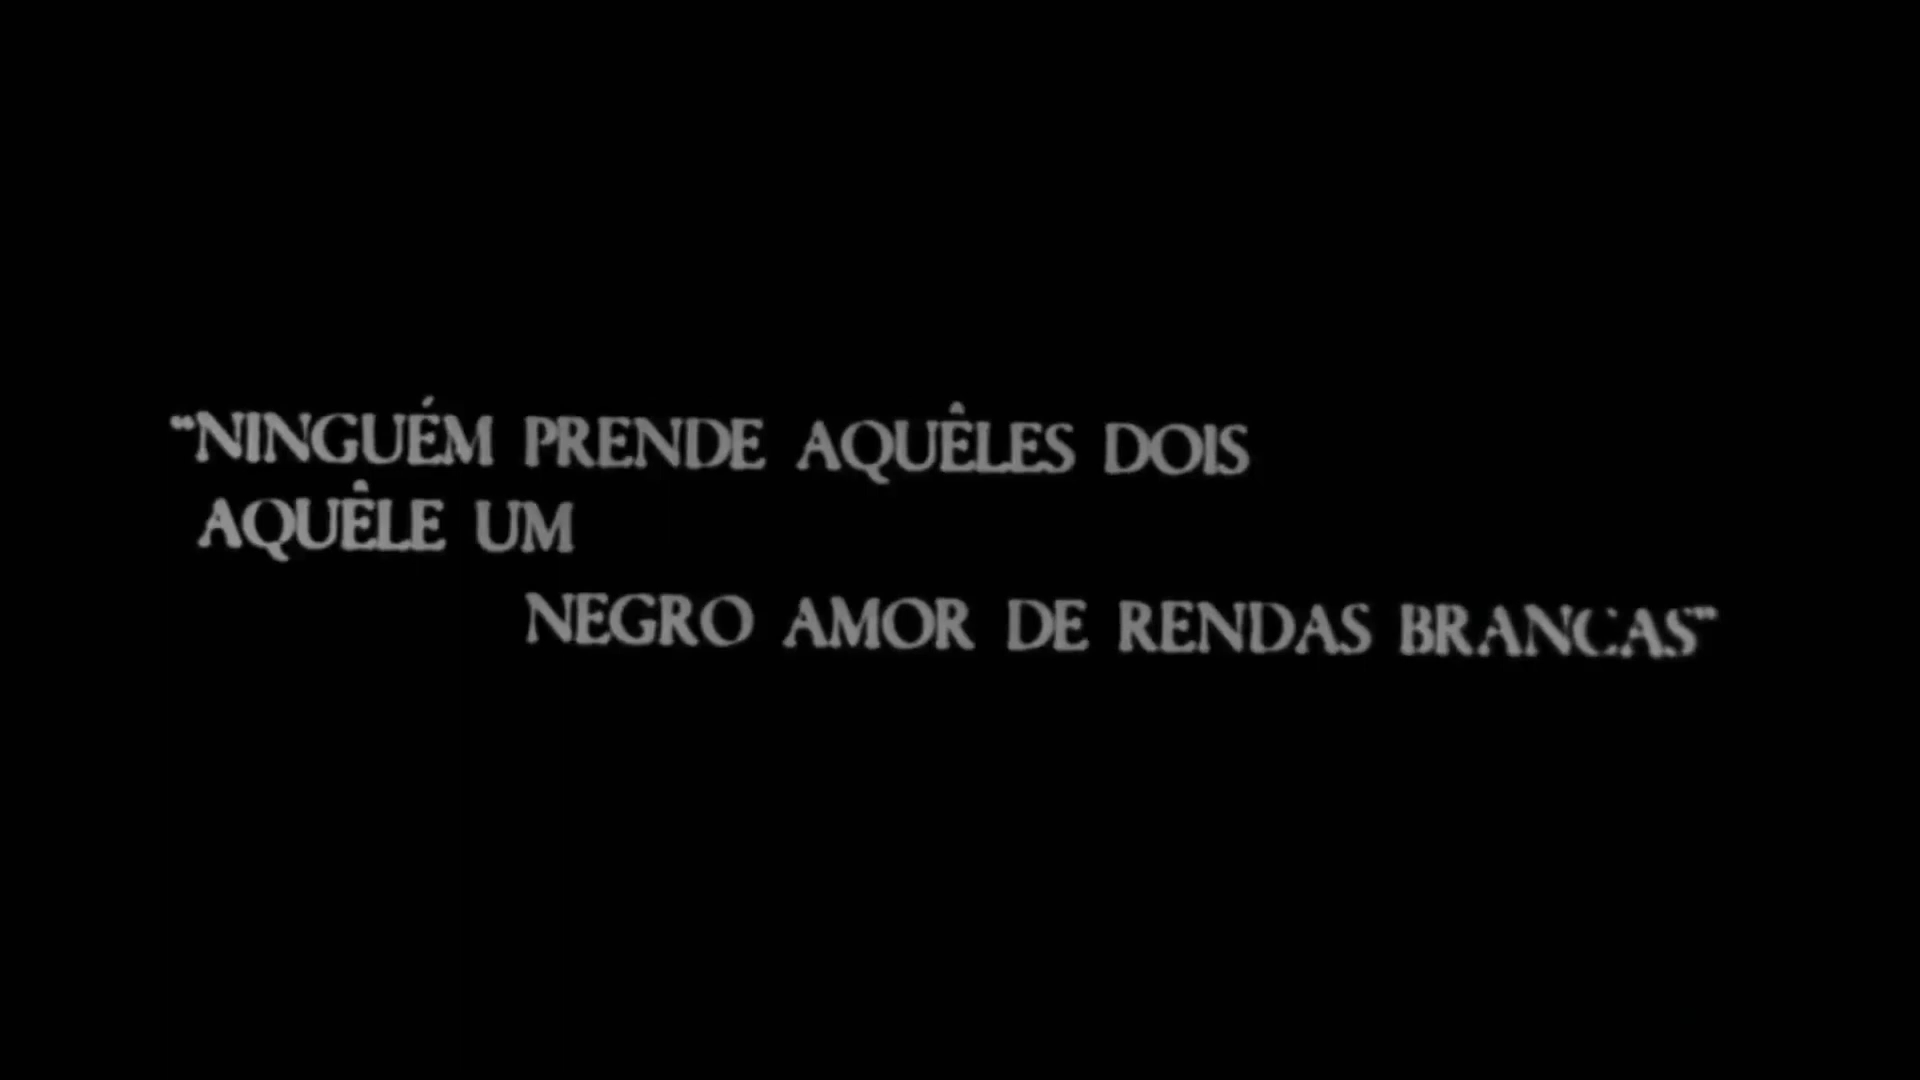 “NINGUÉM PRENDE AQUÊLES DOIS
AQUÊLE UM
NEGRO AMOR DE RENDAS BRANCAS”